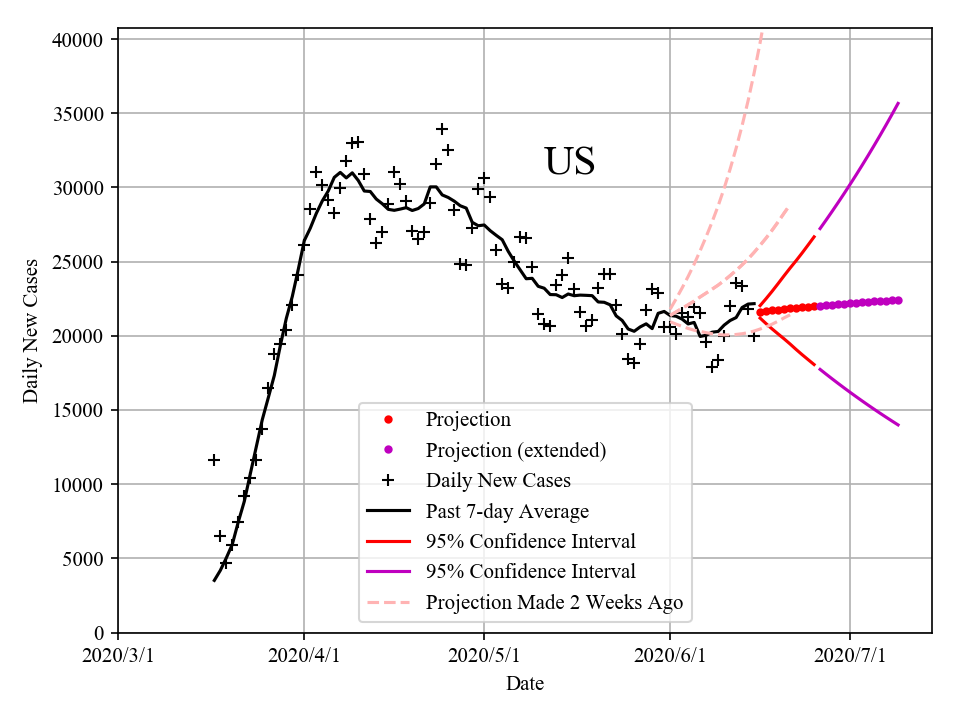 40000
35000
30000
25000
20000
15000
10000
5000
0
Daily New Cases
US
Projection
Projection (extended)
Daily New Cases
Past 7-day Average
95% Confidence Interval
95% Confidence Interval
Projection Made 2 Weeks Ago
2020/3/1 2020/4/1 2020/5/1 2020/6/1 2020/7/1
Date